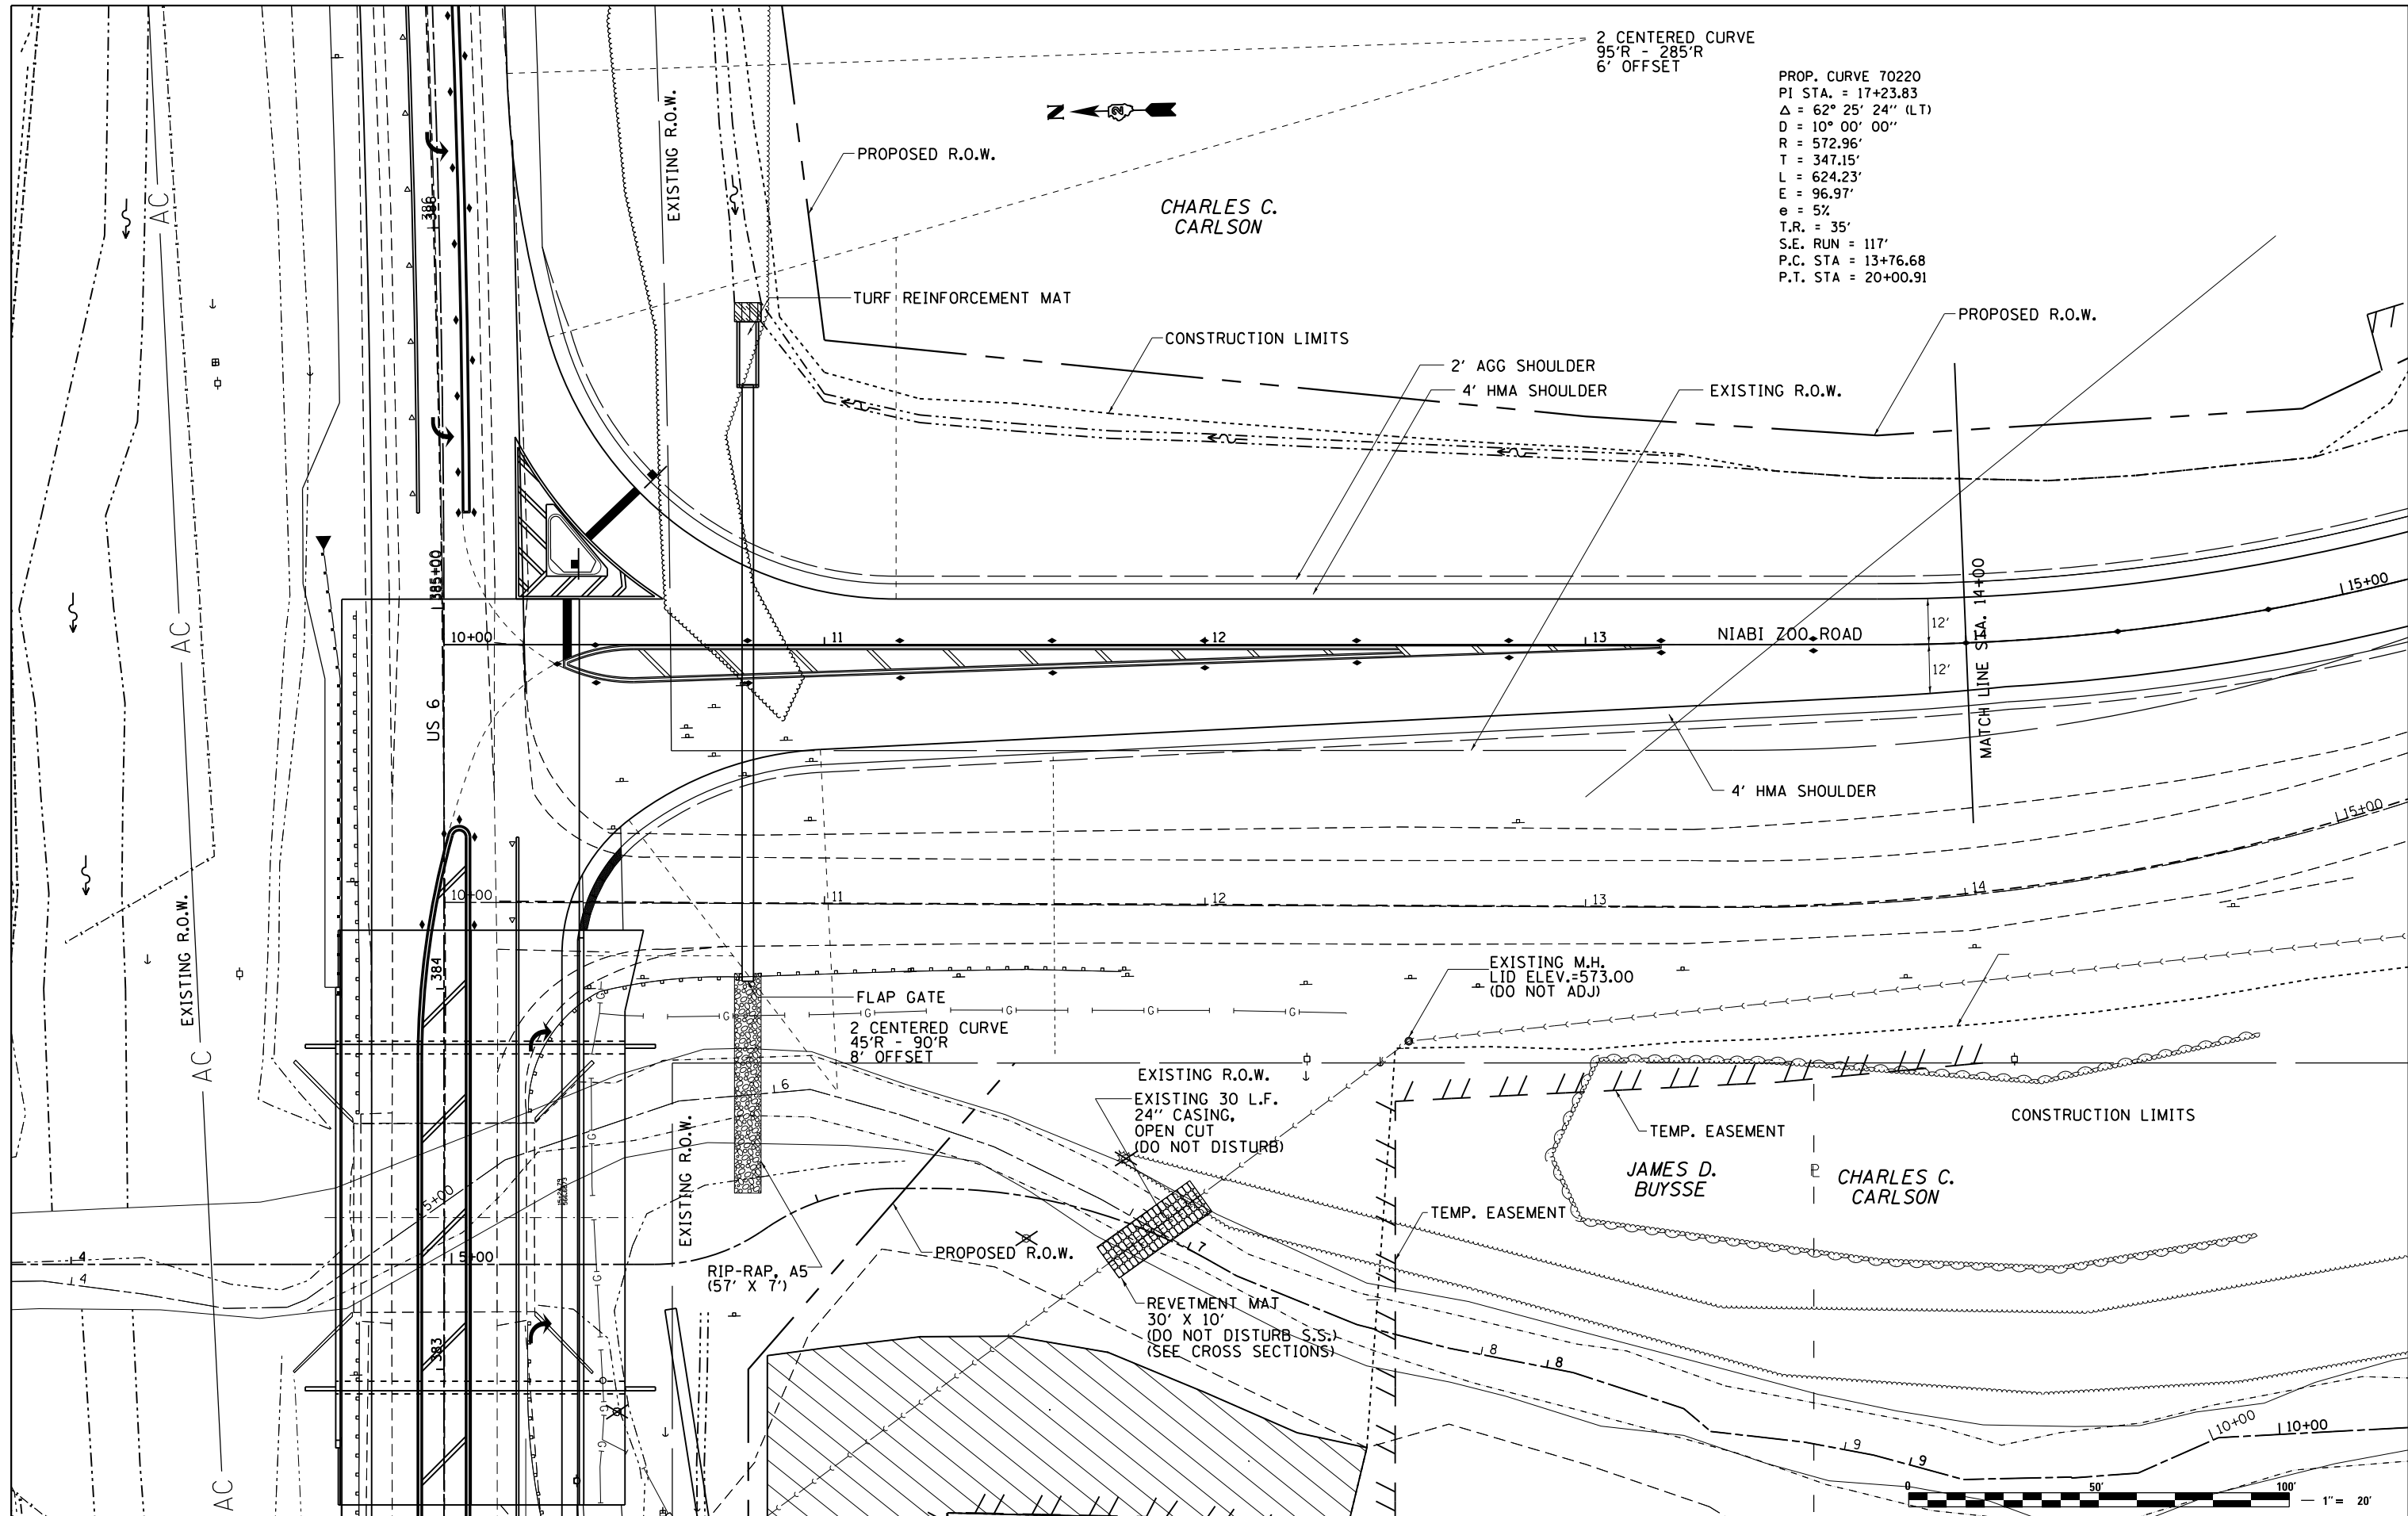 2 CENTERED CURVE
95'R - 285'R
6' OFFSET
PROP. CURVE 70220
PI STA. = 17+23.83
Δ = 62° 25' 24'' (LT)
D = 10° 00' 00''
R = 572.96'
T = 347.15'
L = 624.23'
E = 96.97'
e = 5%
T.R. = 35'
S.E. RUN = 117'
P.C. STA = 13+76.68
P.T. STA = 20+00.91
N
2
EXISTING R.O.W.
PROPOSED R.O.W.
CHARLES C.
CARLSON
AC
386
386
TURF REINFORCEMENT MAT
CONSTRUCTION LIMITS
PROPOSED R.O.W.
2' AGG SHOULDER
4' HMA SHOULDER
EXISTING R.O.W.
385+00
385+00
MATCH LINE STA. 14+00
15+00
AC
10+00
11
12
13
NIABI ZOO ROAD
12'
12'
US 6
4' HMA SHOULDER
15+00
10+00
11
12
13
14
EXISTING R.O.W.
384
EXISTING M.H.
LID ELEV.=573.00
(DO NOT ADJ)
FLAP GATE
G
G
G
G
G
2 CENTERED CURVE
45'R - 90'R
8' OFFSET
AC
EXISTING R.O.W.
6
EXISTING 30 L.F.
24'' CASING,
OPEN CUT
(DO NOT DISTURB)
CONSTRUCTION LIMITS
TEMP. EASEMENT
JAMES D.
BUYSSE
CHARLES C.
CARLSON
P
EXISTING R.O.W.
G
5+00
TEMP. EASEMENT
PROPOSED R.O.W.
7
4
4
5+00
G
RIP-RAP, A5
(57' X 7')
REVETMENT MAT
30' X 10'
(DO NOT DISTURB S.S.)
(SEE CROSS SECTIONS)
383
8
8
G
G
AC
9
9
10+00
10+00
0
50'
100'
1"= 20'